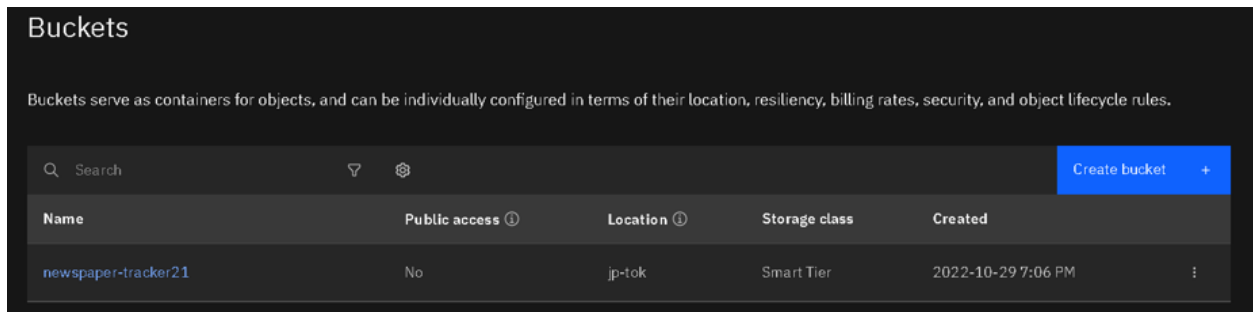 Buckets
Buckets serve as containers for objects, and can be individually configured in terms of their location, resiliency, billing rates, security, and object lifecycle rules.
Search
Create bucket +
Name Public access Location Storage class Created
newspaper-tracker21 No jp-tok Smart Tier 2022-10-29 7:06 PM